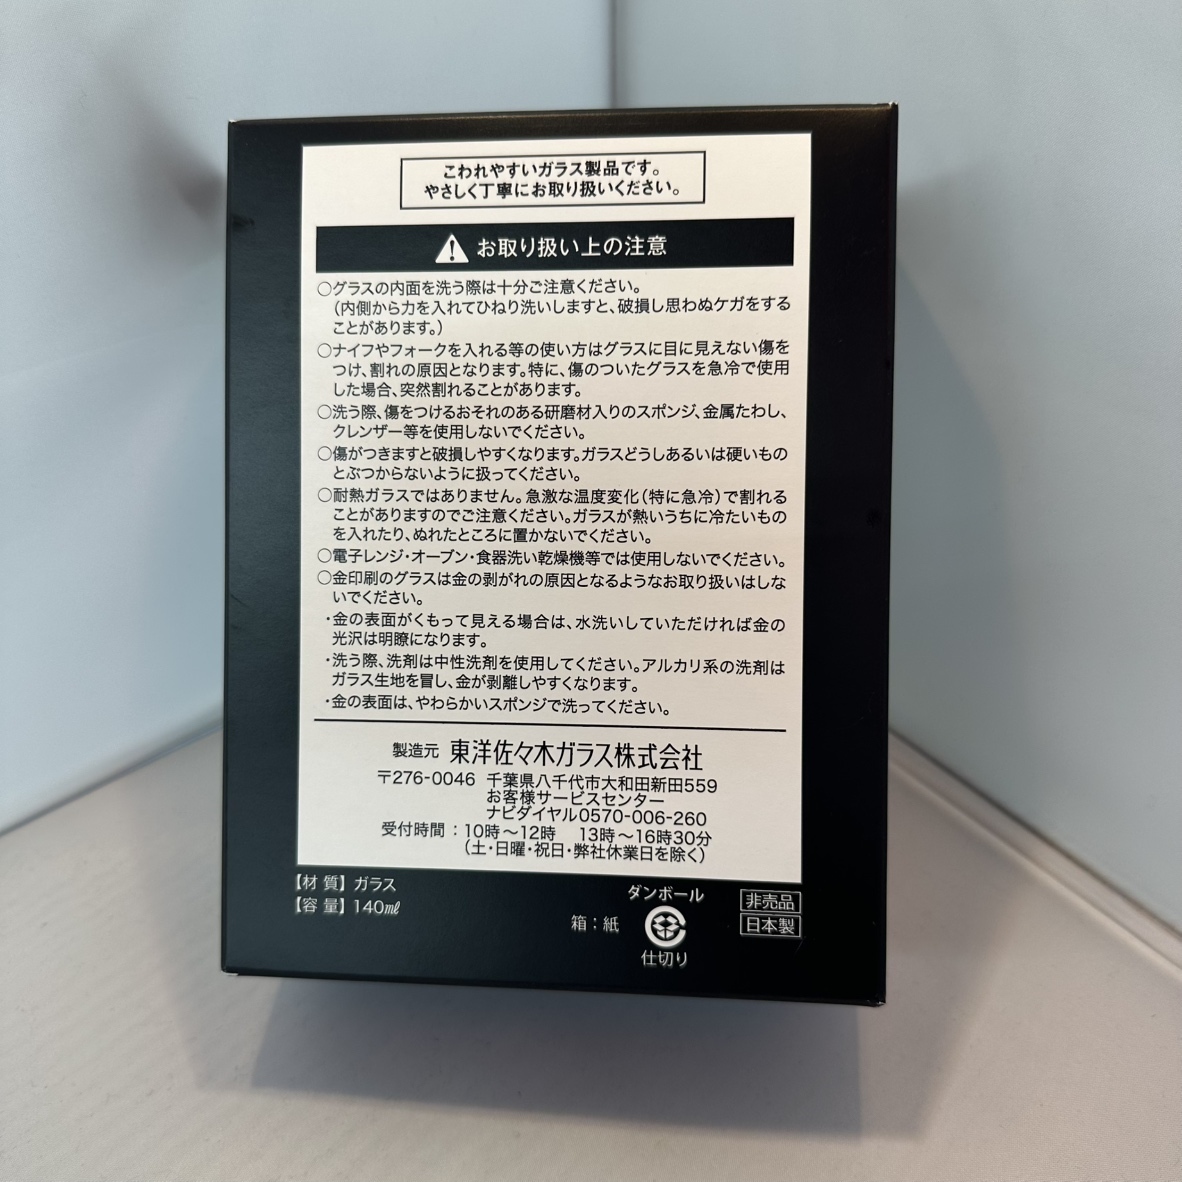 こわれやすいガラス製品です。
やさしく丁寧にお取り扱いください。
お取り扱い上の注意
○グラスの内面を洗う際は十分ご注意ください。
（内側から力を入れてひねり洗いしますと、破損し思わぬケガをする
ことがあります。）
○ナイフやフォークを入れる等の使い方はグラスに目に見えない傷を
つけ、割れの原因となります。特に、傷のついたグラスを急冷で使用
した場合、突然割れることがあります。
○洗う際、傷をつけるおそれのある研磨材入りのスポンジ、金属たわし、
クレンザー等を使用しないでください。
○傷がつきますと破損しやすくなります。ガラスどうしあるいは硬いもの
とぶつからないように扱ってください。
○耐熱ガラスではありません。急激な温度変化（特に急冷）で割れる
ことがありますのでご注意ください。ガラスが熱いうちに冷たいもの
を入れたり、ぬれたところに置かないでください。
○電子レンジ・オーブン・食器洗い乾燥機等では使用しないでください。
○金印刷のグラスは金の剥がれの原因となるようなお取り扱いはしな
いでください。
・金の表面がくもって見える場合は、水洗いしていただければ金の
光沢は明瞭になります。
・洗う際、洗剤は中性洗剤を使用してください。アルカリ系の洗剤は
ガラス生地を冒し、金が剥離しやすくなります。
・金の表面は、やわらかいスポンジで洗ってください。
製造元 東洋佐々木ガラス株式会社
〒276-0046 千葉県八千代市大和田新田559
お客様サービスセンター
ナビダイヤル0570-006-260
受付時間：10時～12時 13時～16時30分
（土・日曜・祝日・弊社休業日を除く）
【材 質】ガラス
【容 量】140㎖
ダンボール
箱：紙
仕切り
非売品
日本製